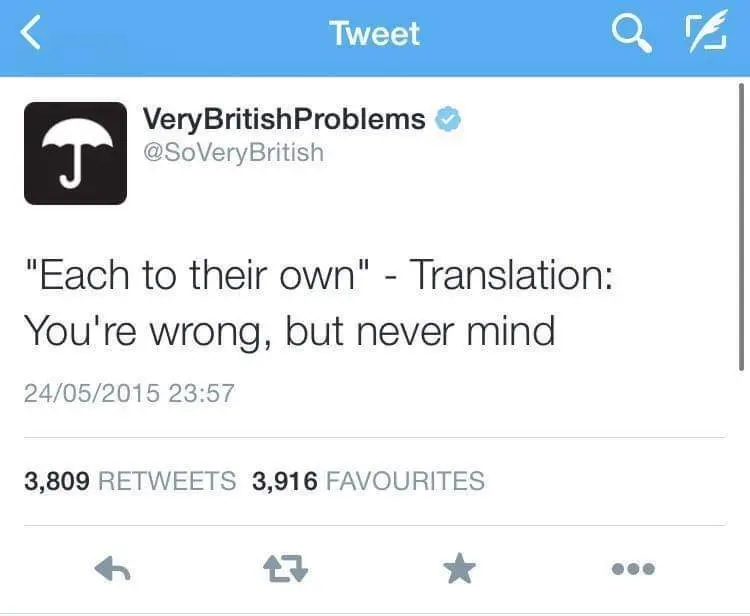 Tweet
VeryBritishProblems
@SoVeryBritish
"Each to their own" - Translation:
You're wrong, but never mind
24/05/2015 23:57
3,809 RETWEETS 3,916 FAVOURITES